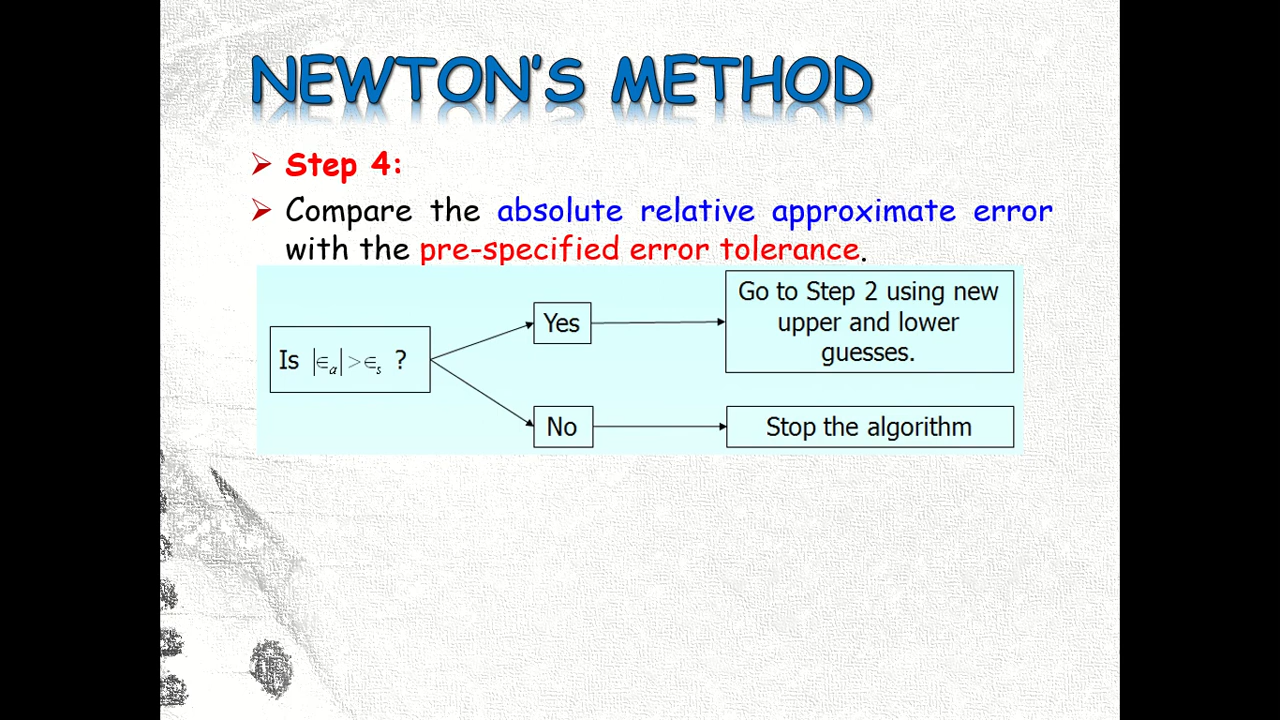 NEWTON'S METHOD
➢ Step 4:
➢ Compare the absolute relative approximate error
with the pre-specified error tolerance.
Is |∈a| > ∈s ?
Yes
Go to Step 2 using new
upper and lower
guesses.
No
Stop the algorithm